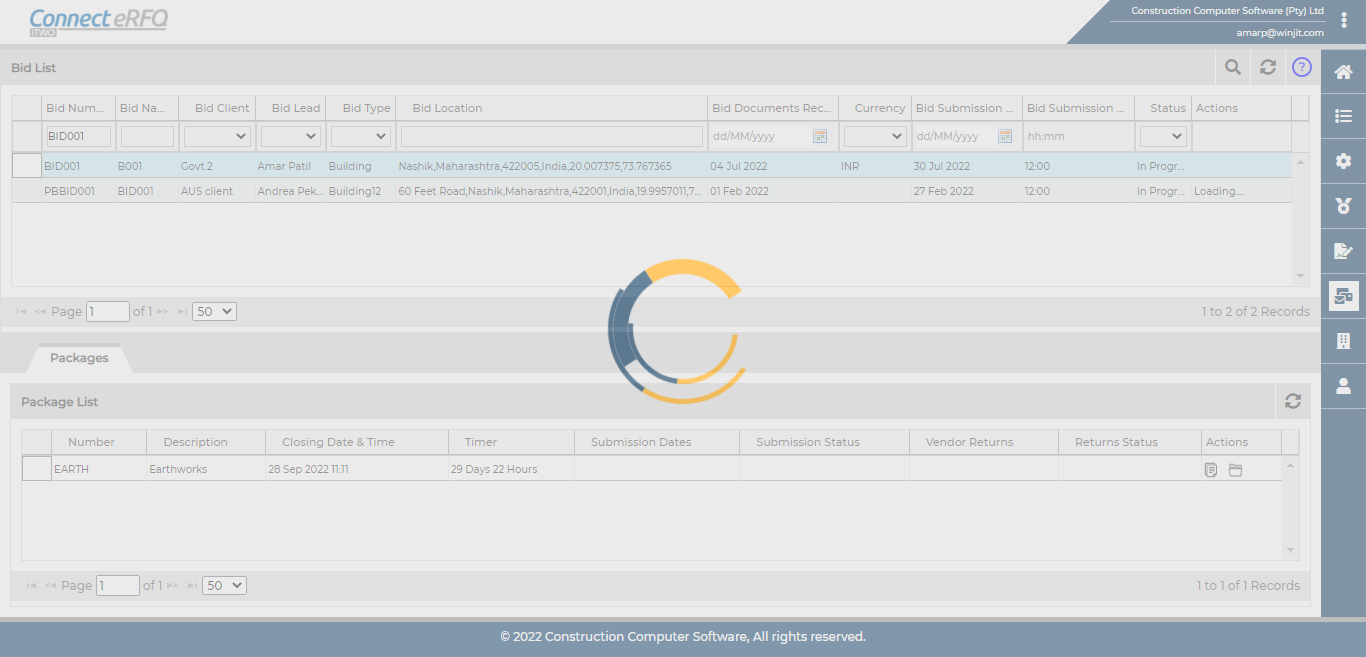 Connect eRFQ
iTWO
Construction Computer Software (Pty) Ltd
amarp@winjit.com
Bid List
?
Bid Num... Bid Na... Bid Client Bid Lead Bid Type Bid Location Bid Documents Rec... Currency Bid Submission ... Bid Submission ... Status Actions
BID001 dd/MM/yyyy dd/MM/yyyy hh:mm
BID001 B001 Govt.2 Amar Patil Building Nashik,Maharashtra,422005,India,20.007375,73.767365 04 Jul 2022 INR 30 Jul 2022 12:00 In Progr...
PBBID001 BID001 AUS client Andrea Pek... Building12 60 Feet Road,Nashik,Maharashtra,422001,India,19.9957011,7... 01 Feb 2022 27 Feb 2022 12:00 In Progr... Loading....
Page 1 of 1 50 1 to 2 of 2 Records
Packages
Package List
Number Description Closing Date & Time Timer Submission Dates Submission Status Vendor Returns Returns Status Actions
EARTH Earthworks 28 Sep 2022 11:11 29 Days 22 Hours
Page 1 of 1 50 1 to 1 of 1 Records
© 2022 Construction Computer Software, All rights reserved.